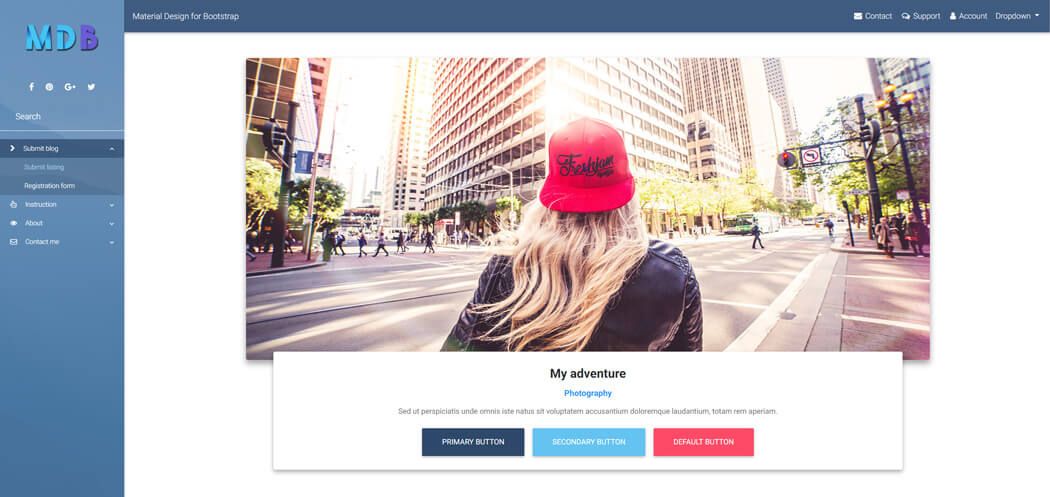 MDB
Material Design for Bootstrap
Contact
Support
Account
Dropdown
Search
Submit blog
Submit listing
Registration form
Instruction
About
Contact me
My adventure
Photography
Sed ut perspiciatis unde omnis iste natus sit voluptatem accusantium doloremque laudantium, totam rem aperiam.
PRIMARY BUTTON
SECONDARY BUTTON
DEFAULT BUTTON